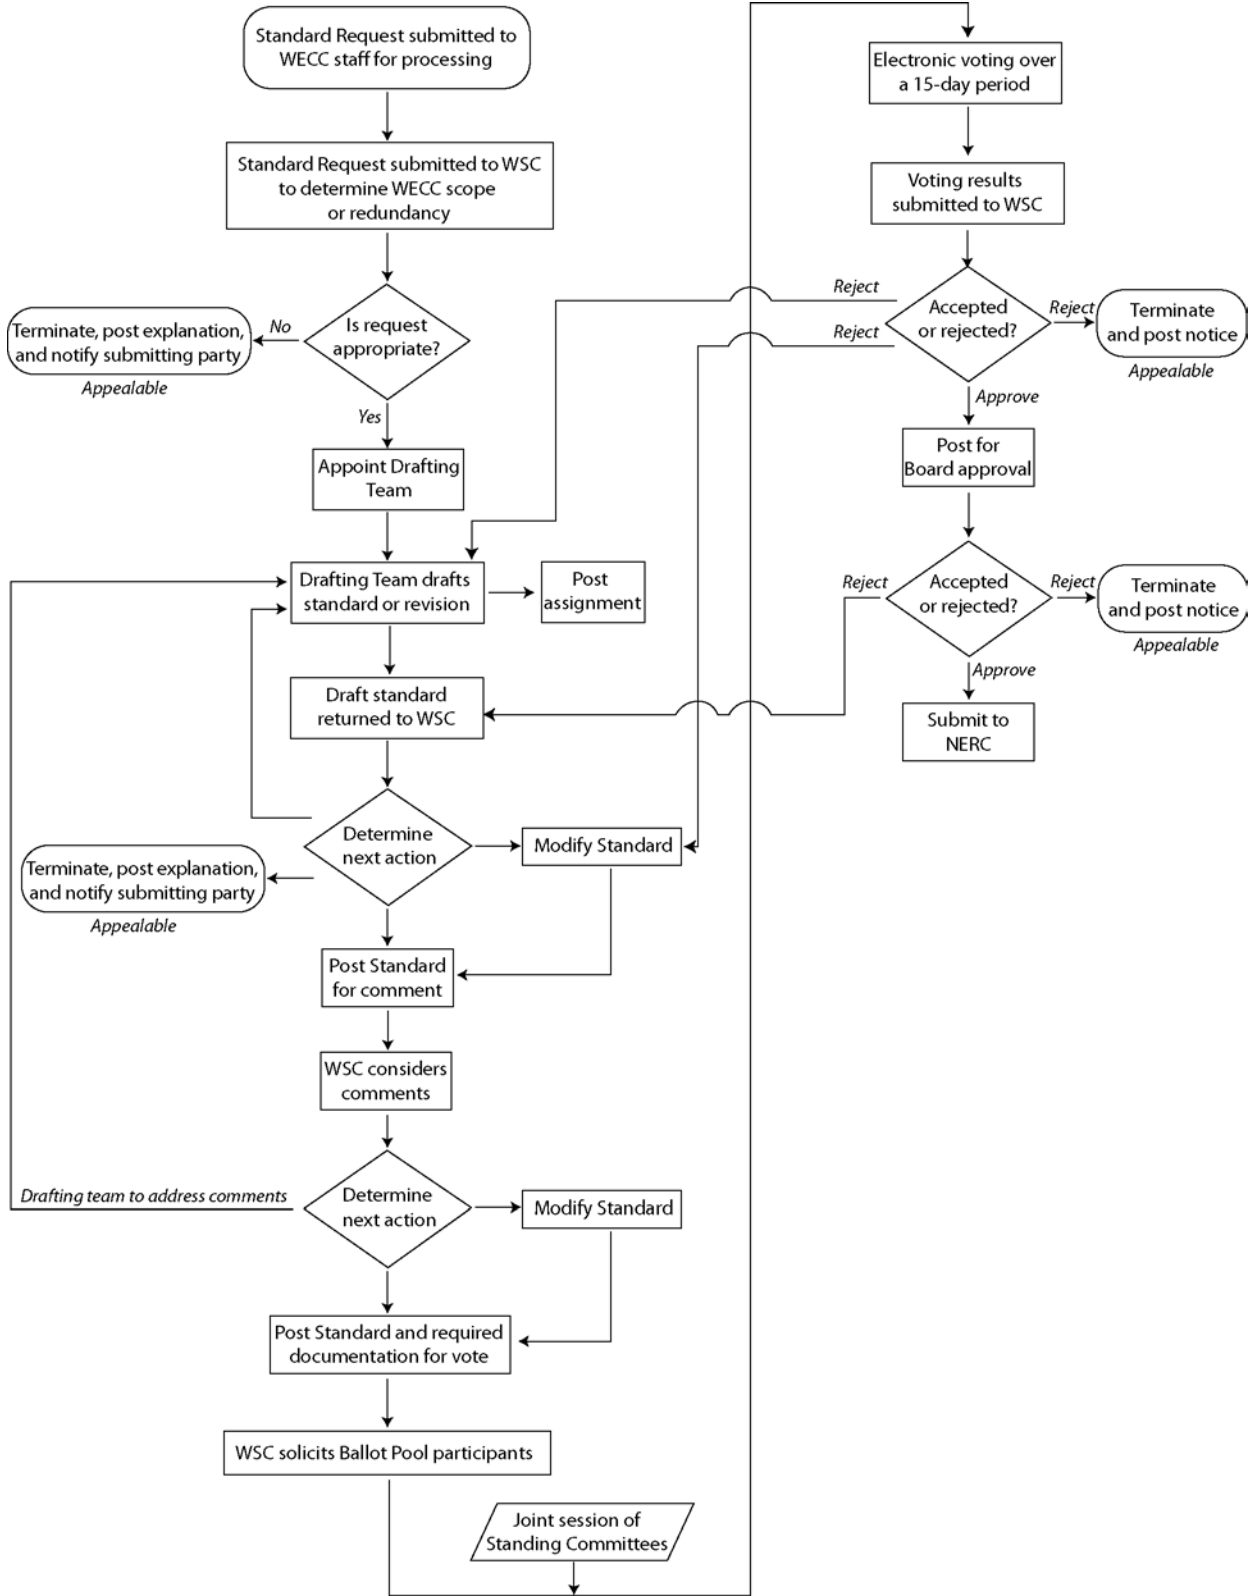 Standard Request submitted to
WECC staff for processing
Standard Request submitted to WSC
to determine WECC scope
or redundancy
Is request
appropriate?
No
Terminate, post explanation,
and notify submitting party
Appealable
Yes
Appoint Drafting
Team
Drafting Team drafts
standard or revision
Post
assignment
Draft standard
returned to WSC
Determine
next action
Modify Standard
Terminate, post explanation,
and notify submitting party
Appealable
Post Standard
for comment
WSC considers
comments
Drafting team to address comments
Determine
next action
Modify Standard
Post Standard and required
documentation for vote
WSC solicits Ballot Pool participants
Joint session of
Standing Committees
Electronic voting over
a 15-day period
Voting results
submitted to WSC
Reject
Reject
Accepted
or rejected?
Reject
Terminate
and post notice
Appealable
Approve
Post for
Board approval
Reject
Accepted
or rejected?
Reject
Terminate
and post notice
Appealable
Approve
Submit to
NERC